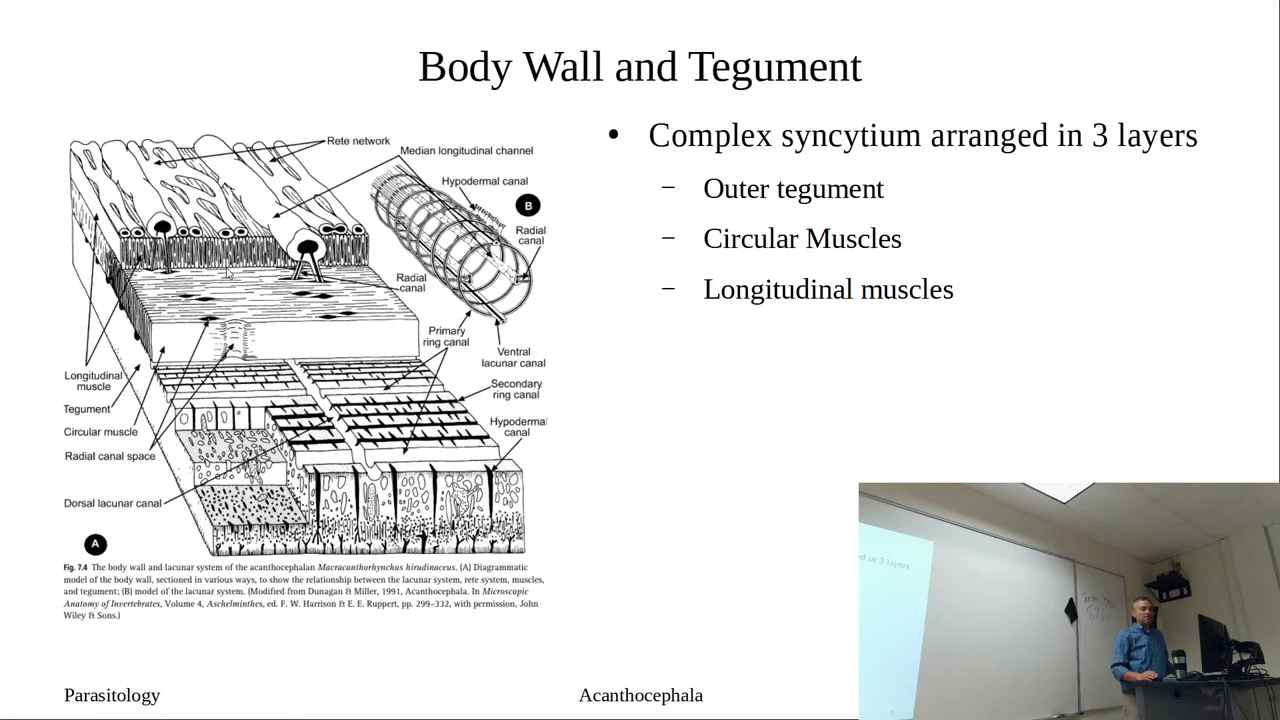 Body Wall and Tegument
• Complex syncytium arranged in 3 layers
– Outer tegument
– Circular Muscles
– Longitudinal muscles
Rete network
Median longitudinal channel
Hypodermal canal
B
Radial
canal
Radial
canal
Primary
ring canal
Ventral
lacunar canal
Secondary
ring canal
Hypodermal
canal
Longitudinal
muscle
Tegument
Circular muscle
Radial canal space
Dorsal lacunar canal
A
Fig. 7.4 The body wall and lacunar system of the acanthocephalan Macracanthorhynchus hirudinaceus. (A) Diagrammatic
model of the body wall, sectioned in various ways, to show the relationship between the lacunar system, rete system, muscles,
and tegument; (B) model of the lacunar system. (Modified from Dunagan & Miller, 1991, Acanthocephala. In Microscopic
Anatomy of Invertebrates, Volume 4, Aschelminthes, ed. F. W. Harrison & E. E. Ruppert, pp. 299–332, with permission, John
Wiley & Sons.)
in 3 layers
Parasitology
Acanthocephala